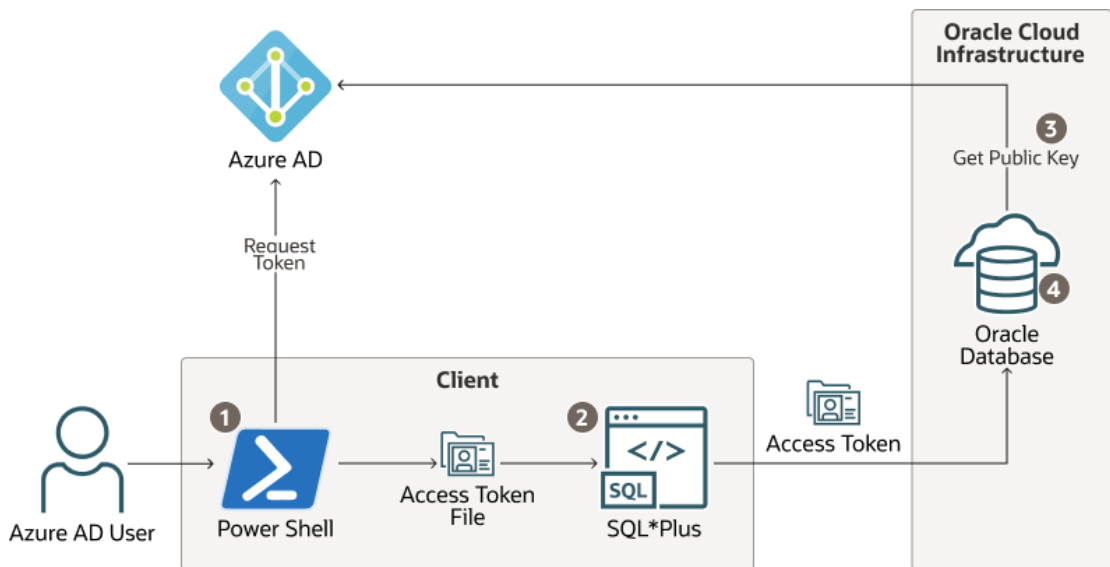 Oracle Cloud
Infrastructure
Azure AD
3
Get Public Key
Request
Token
4
Oracle
Database
Client
1
2
Access Token
</>
SQL
Access Token
File
Azure AD User
Power Shell
SQL*Plus